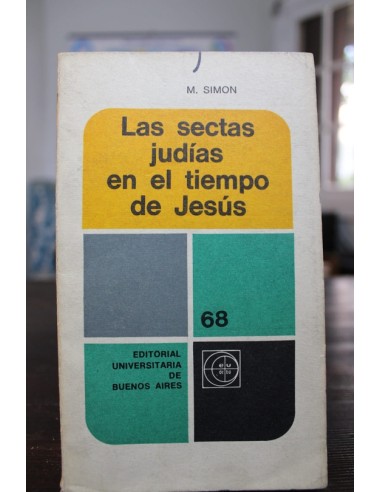 M. SIMON
Las sectas
judías
en el tiempo
de Jesús
68
EDITORIAL
UNIVERSITARIA
DE
BUENOS AIRES